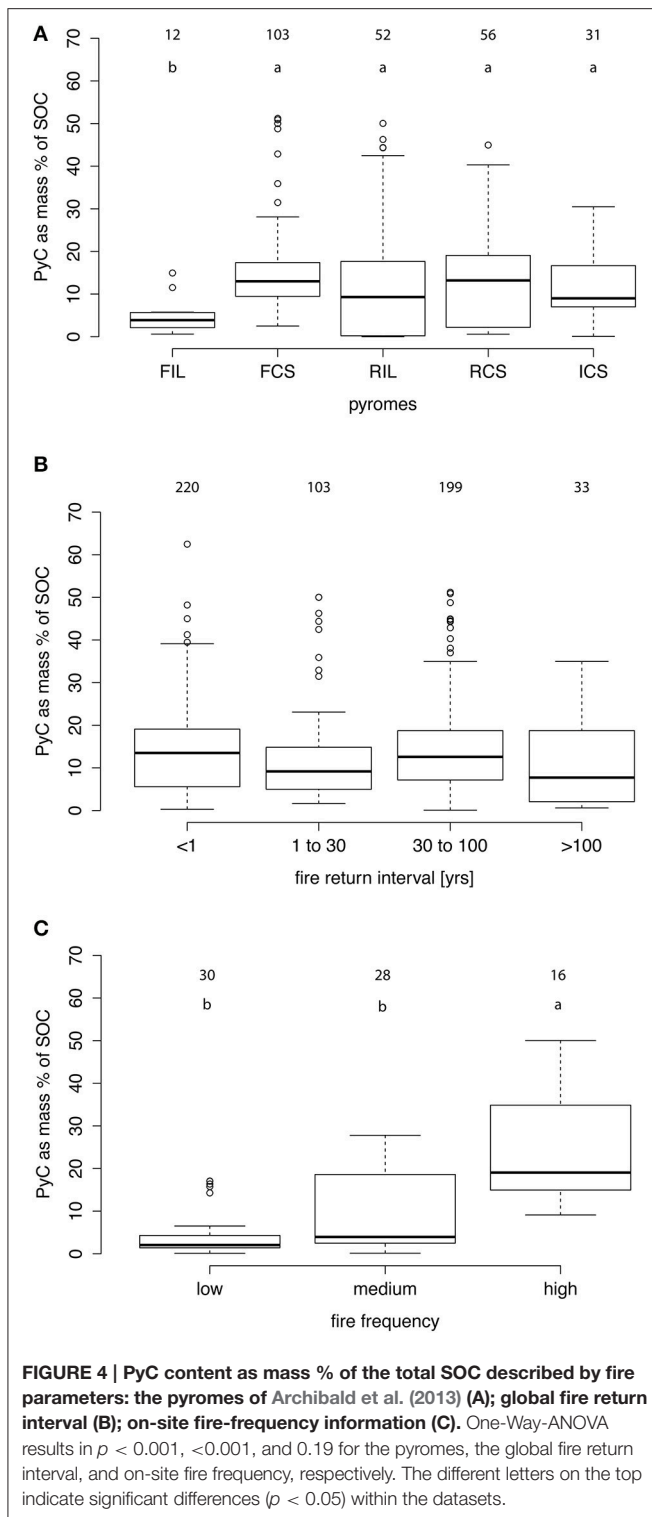 A
PyC as mass % of SOC
70
60
50
40
30
20
10
0
12 103 52 56 31
b a a a a
FIL FCS RIL RCS ICS
pyromes
B
PyC as mass % of SOC
70
60
50
40
30
20
10
0
220 103 199 33
<1 1 to 30 30 to 100 >100
fire return interval [yrs]
C
PyC as mass % of SOC
70
60
50
40
30
20
10
0
30 28 16
b b a
low medium high
fire frequency
FIGURE 4 | PyC content as mass % of the total SOC described by fire
parameters: the pyromes of Archibald et al. (2013) (A); global fire return
interval (B); on-site fire-frequency information (C). One-Way-ANOVA
results in p < 0.001, <0.001, and 0.19 for the pyromes, the global fire return
interval, and on-site fire frequency, respectively. The different letters on the top
indicate significant differences (p < 0.05) within the datasets.